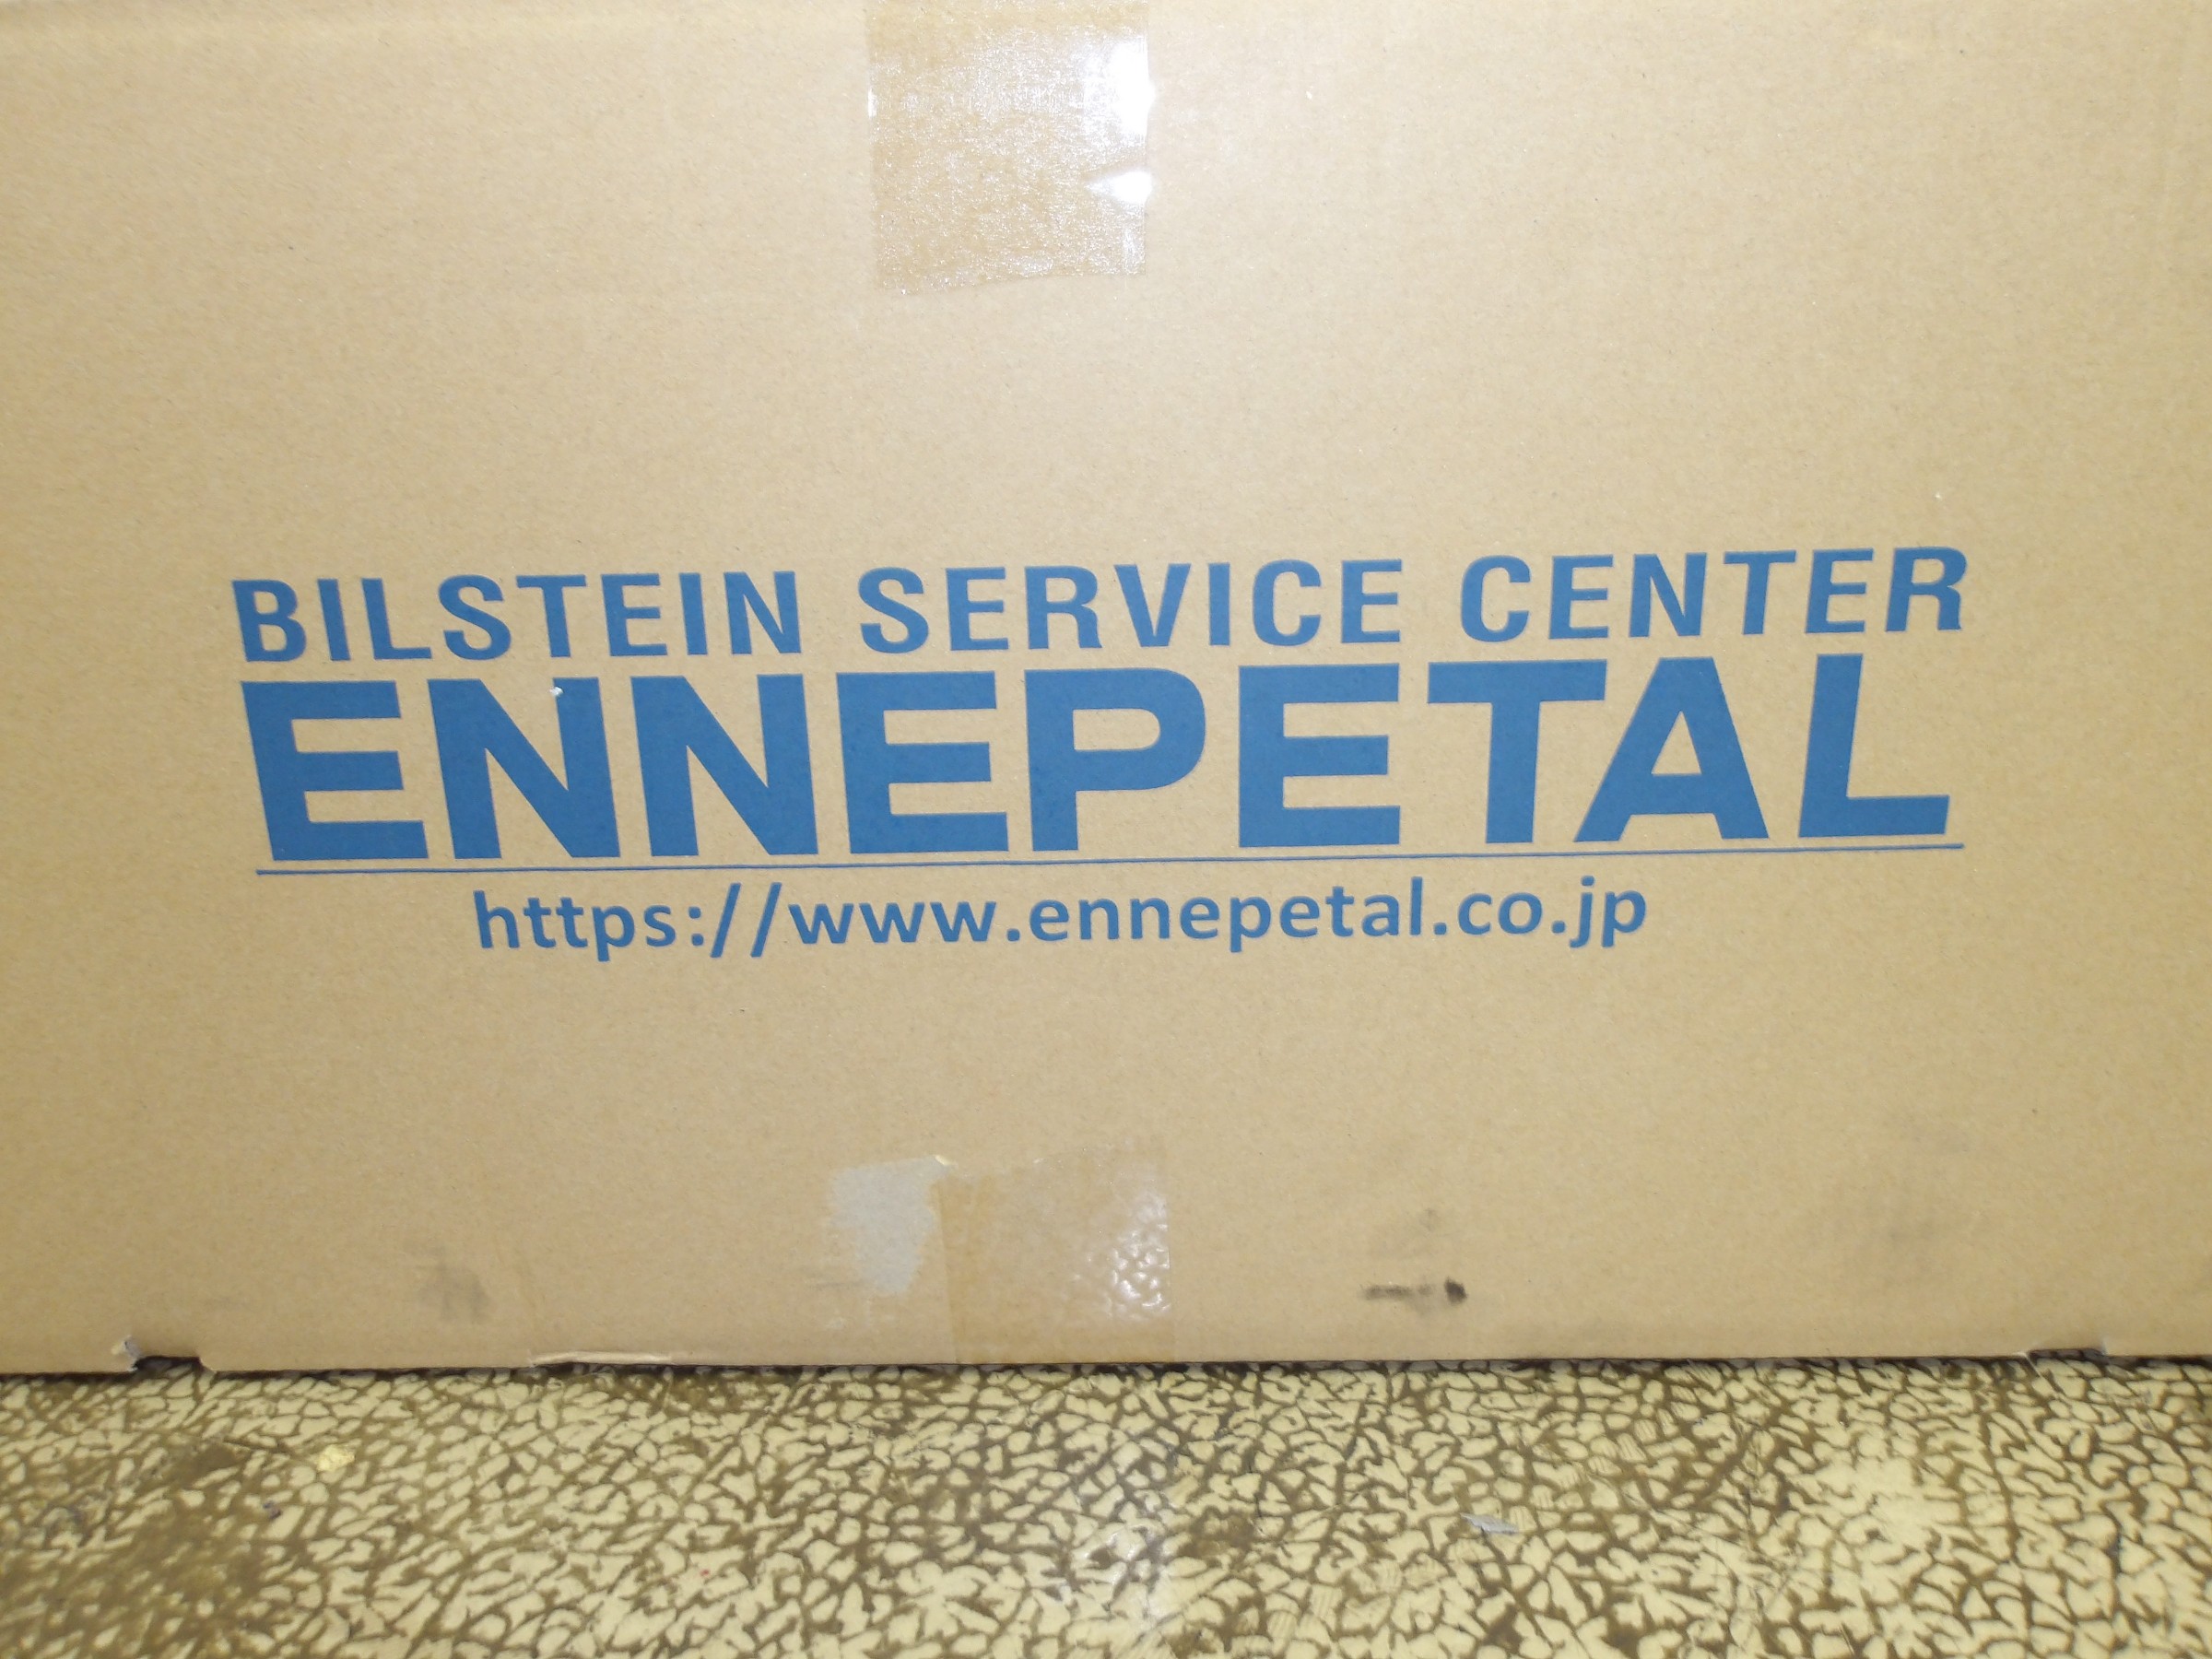 BILSTEIN SERVICE CENTER
ENNEPETAL
https://www.ennepetal.co.jp